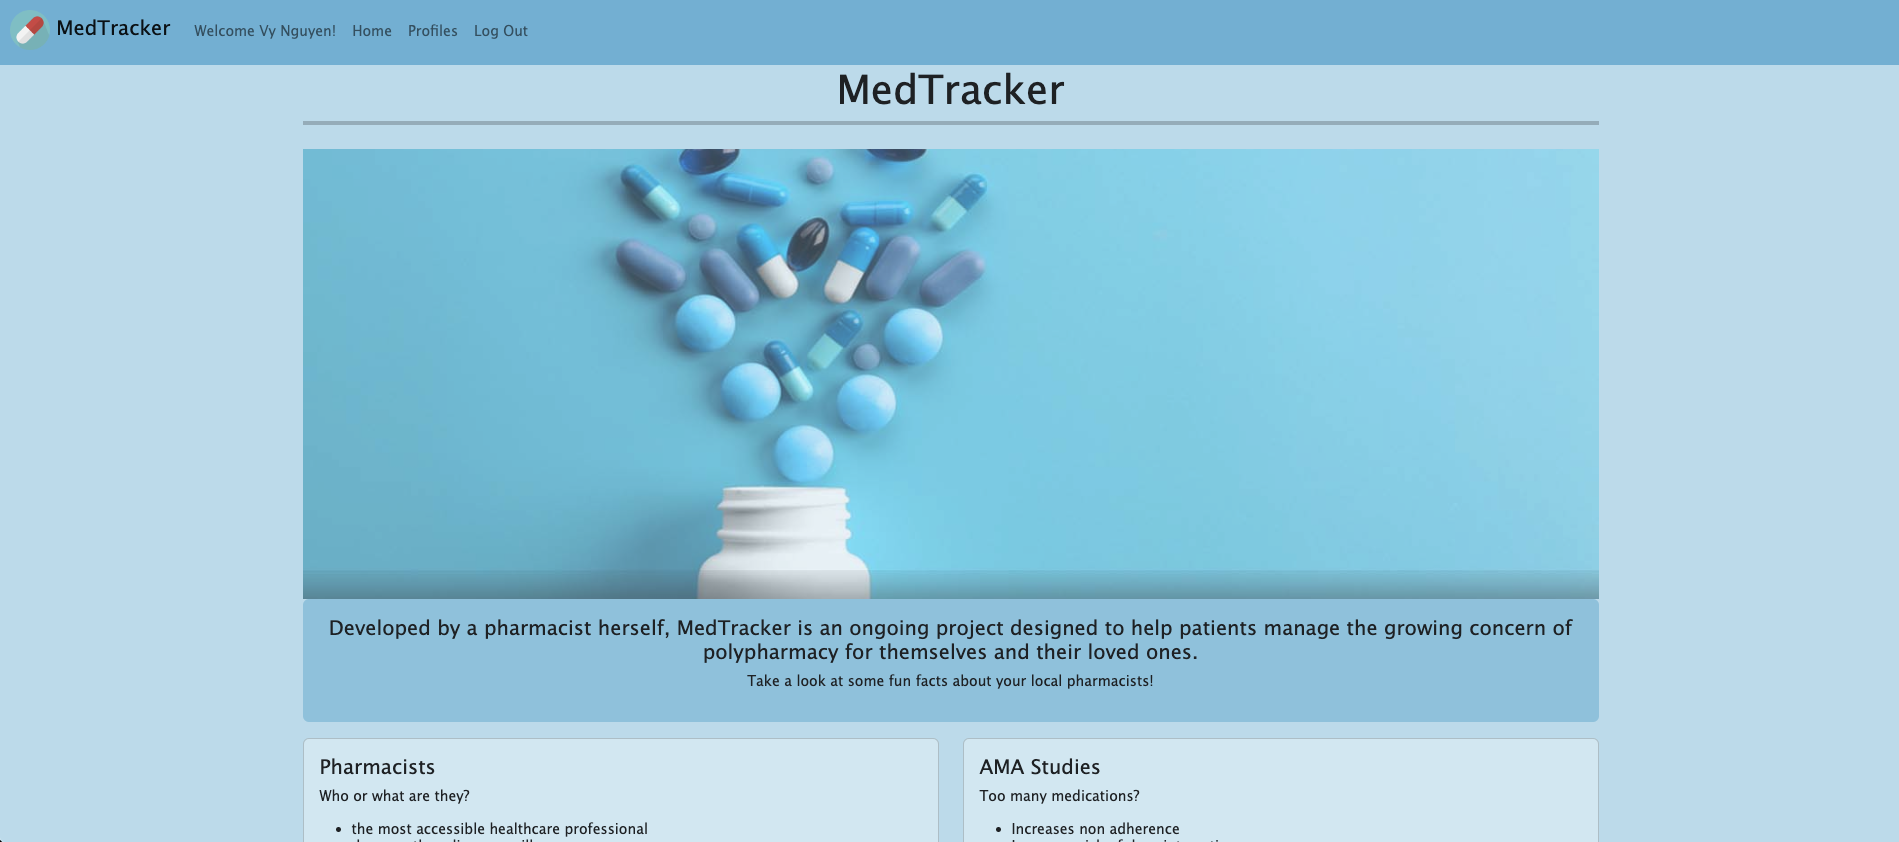 MedTracker
Welcome Vy Nguyen!
Home
Profiles
Log Out
MedTracker
Developed by a pharmacist herself, MedTracker is an ongoing project designed to help patients manage the growing concern of
polypharmacy for themselves and their loved ones.
Take a look at some fun facts about your local pharmacists!
Pharmacists
Who or what are they?
• the most accessible healthcare professional
AMA Studies
Too many medications?
• Increases non adherence